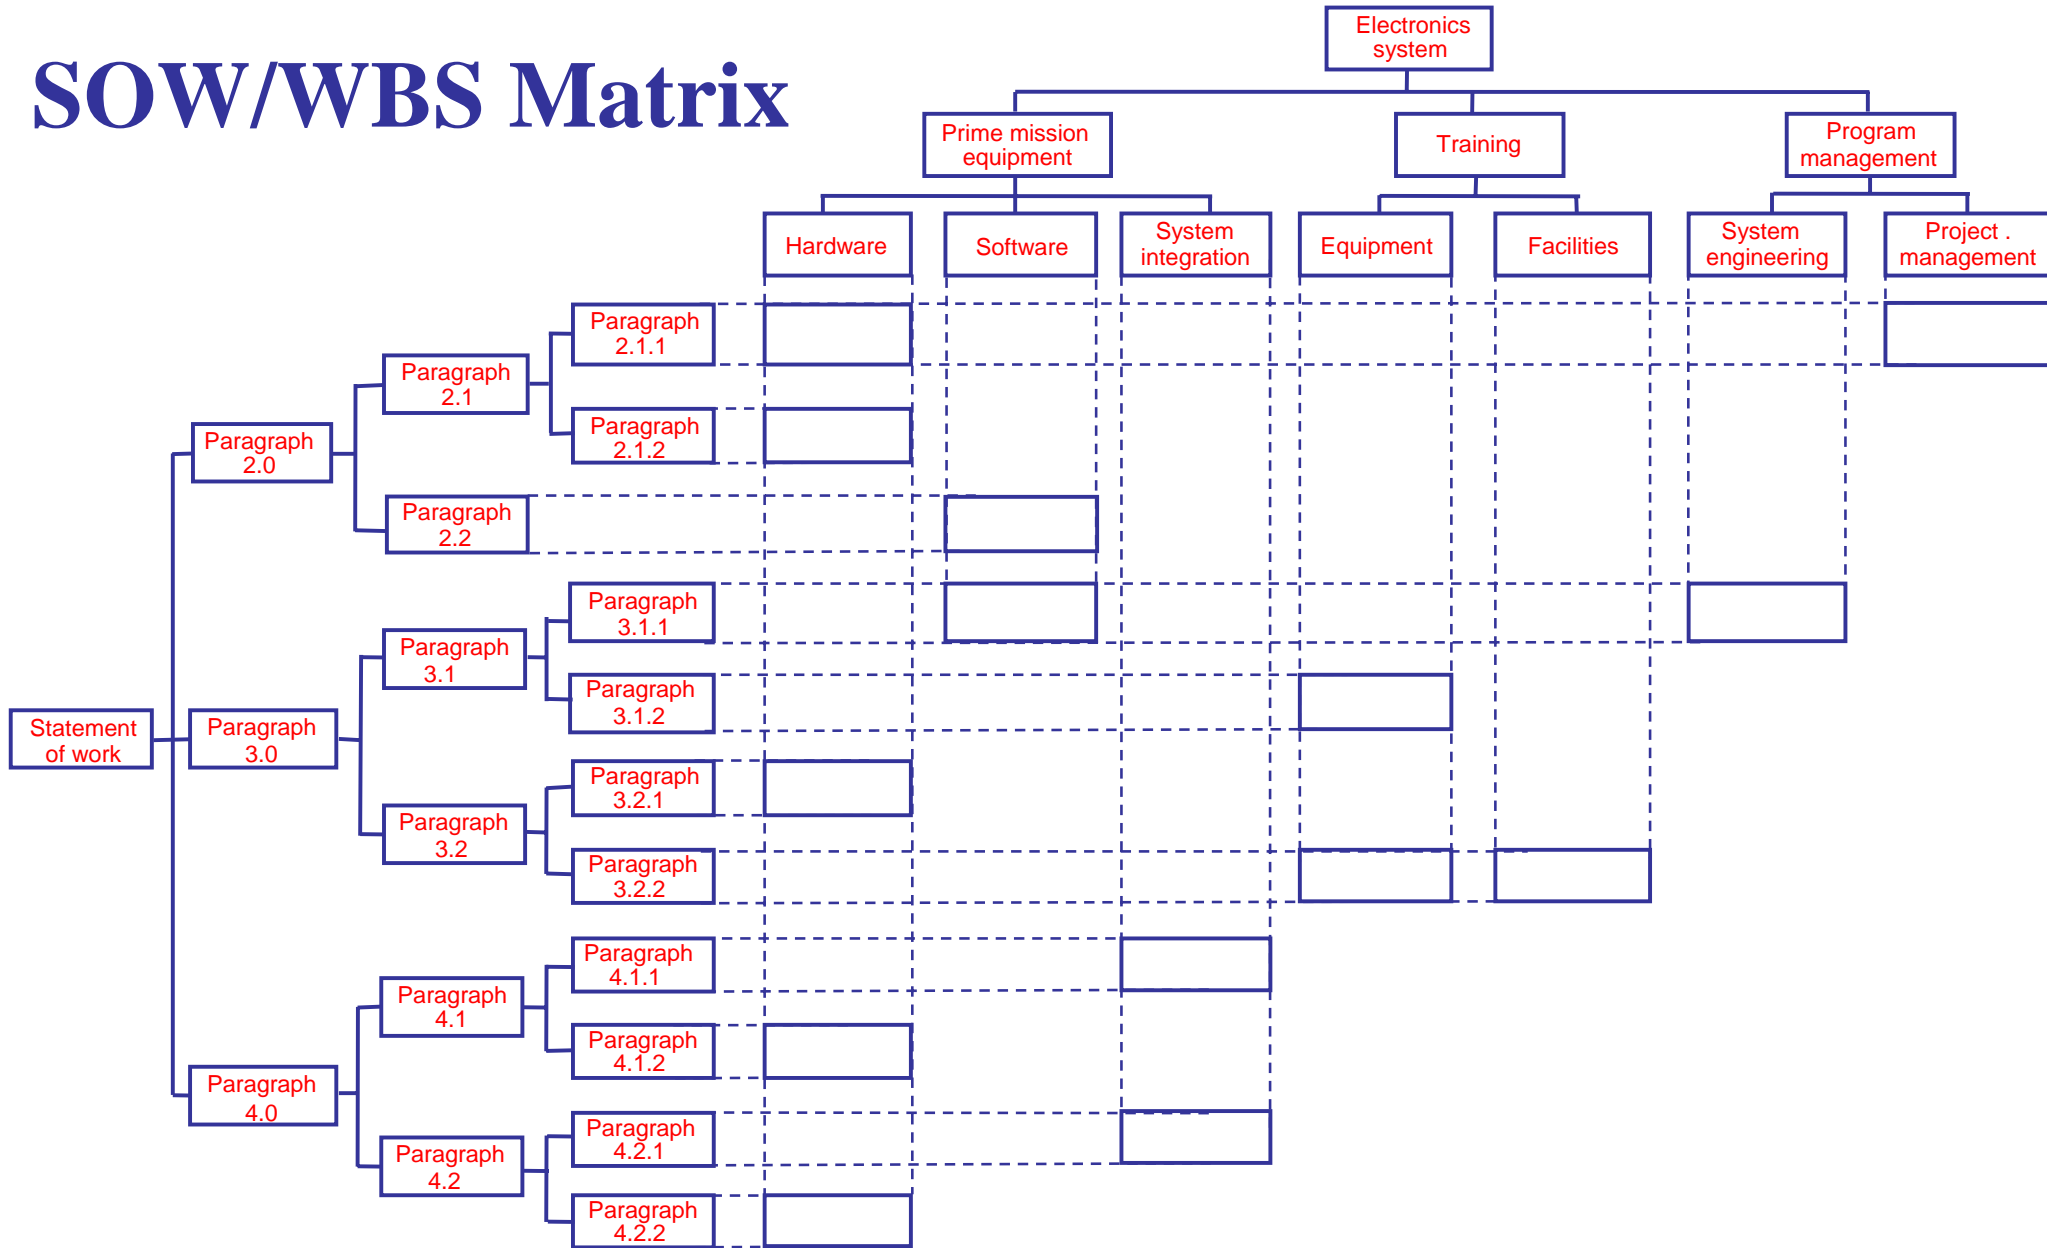 SOW/WBS Matrix
Electronics
system
Prime mission
equipment
Training
Program
management
Hardware
Software
System
integration
Equipment
Facilities
System
engineering
Project .
management
Paragraph
2.1.1
Paragraph
2.1
Paragraph
2.1.2
Paragraph
2.0
Paragraph
2.2
Paragraph
3.1.1
Paragraph
3.1
Paragraph
3.1.2
Statement
of work
Paragraph
3.0
Paragraph
3.2.1
Paragraph
3.2
Paragraph
3.2.2
Paragraph
4.1.1
Paragraph
4.1
Paragraph
4.1.2
Paragraph
4.0
Paragraph
4.2.1
Paragraph
4.2
Paragraph
4.2.2